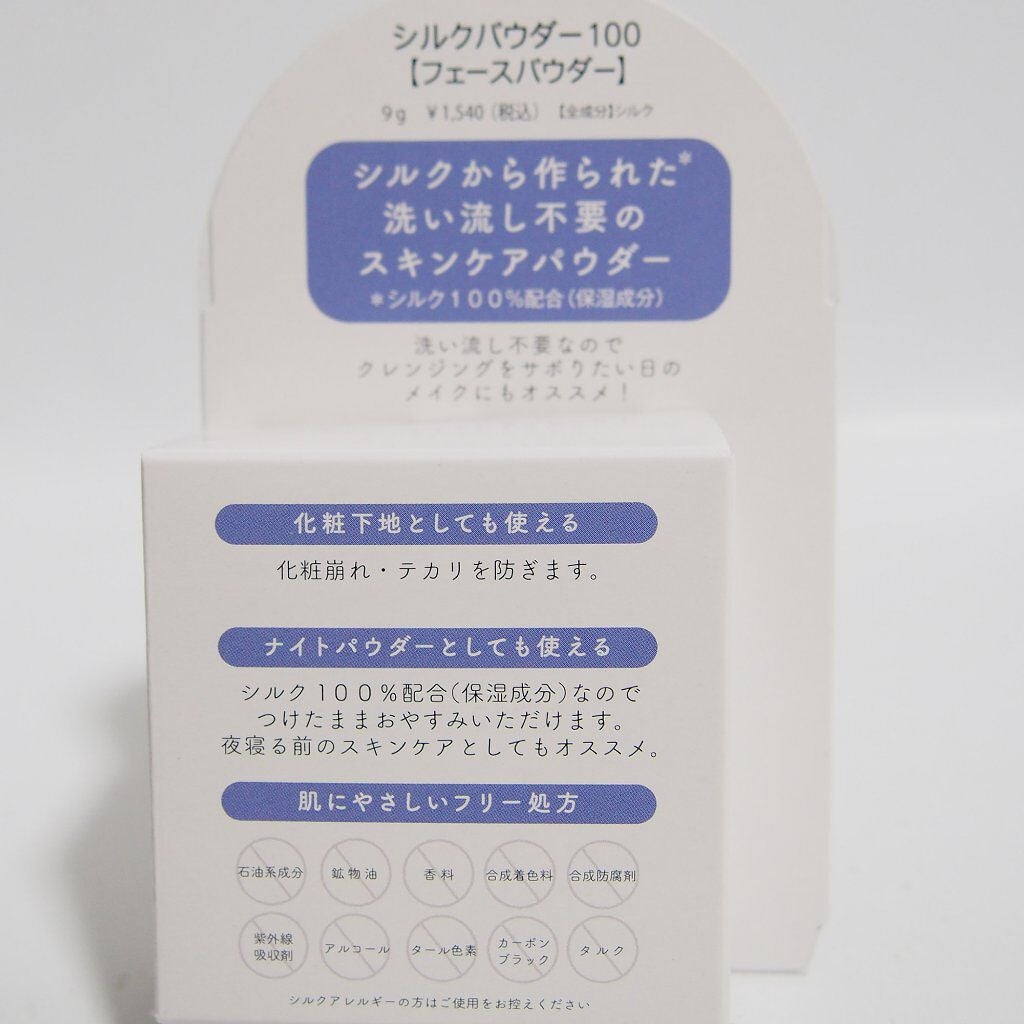 シルクパウダー100
【フェースパウダー】
9g ¥1,540(税込) 【全成分】シルク
シルクから作られた*
洗い流し不要の
スキンケアパウダー
*シルク100%配合(保湿成分)
洗い流し不要なので
クレンジングをサボりたい日の
メイクにもオススメ!
化粧下地としても使える
化粧崩れ・テカリを防ぎます。
ナイトパウダーとしても使える
シルク100%配合(保湿成分)なので
つけたままおやすみいただけます。
夜寝る前のスキンケアとしてもオススメ。
肌にやさしいフリー処方
石油系成分 鉱物油 香料 合成着色料 合成防腐剤
紫外線
吸収剤 アルコール タール色素 カーボン
ブラック タルク
シルクアレルギーの方はご使用をお控えください